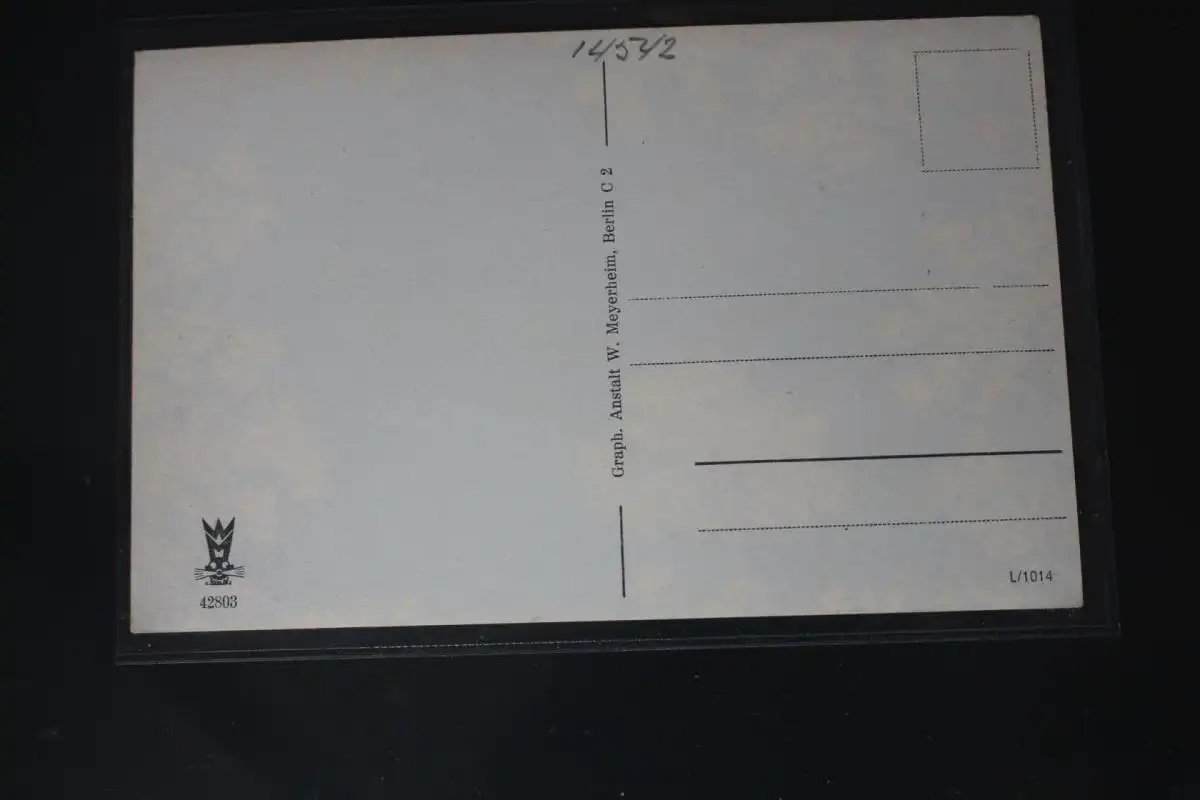 14542
Graph. Anstalt W. Meyerheim, Berlin C 2
42803
L/1014